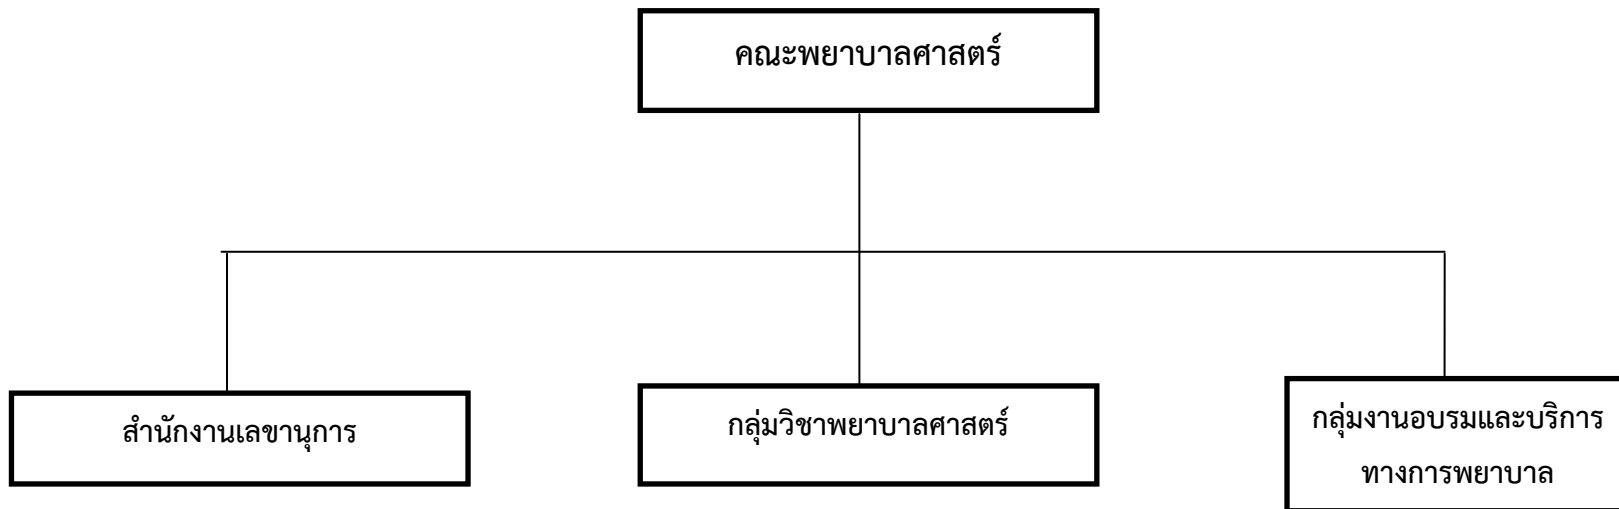 คณะพยาบาลศาสตร์
สำนักงานเลขานุการ
กลุ่มวิชาพยาบาลศาสตร์
กลุ่มงานอบรมและบริการ
ทางการพยาบาล